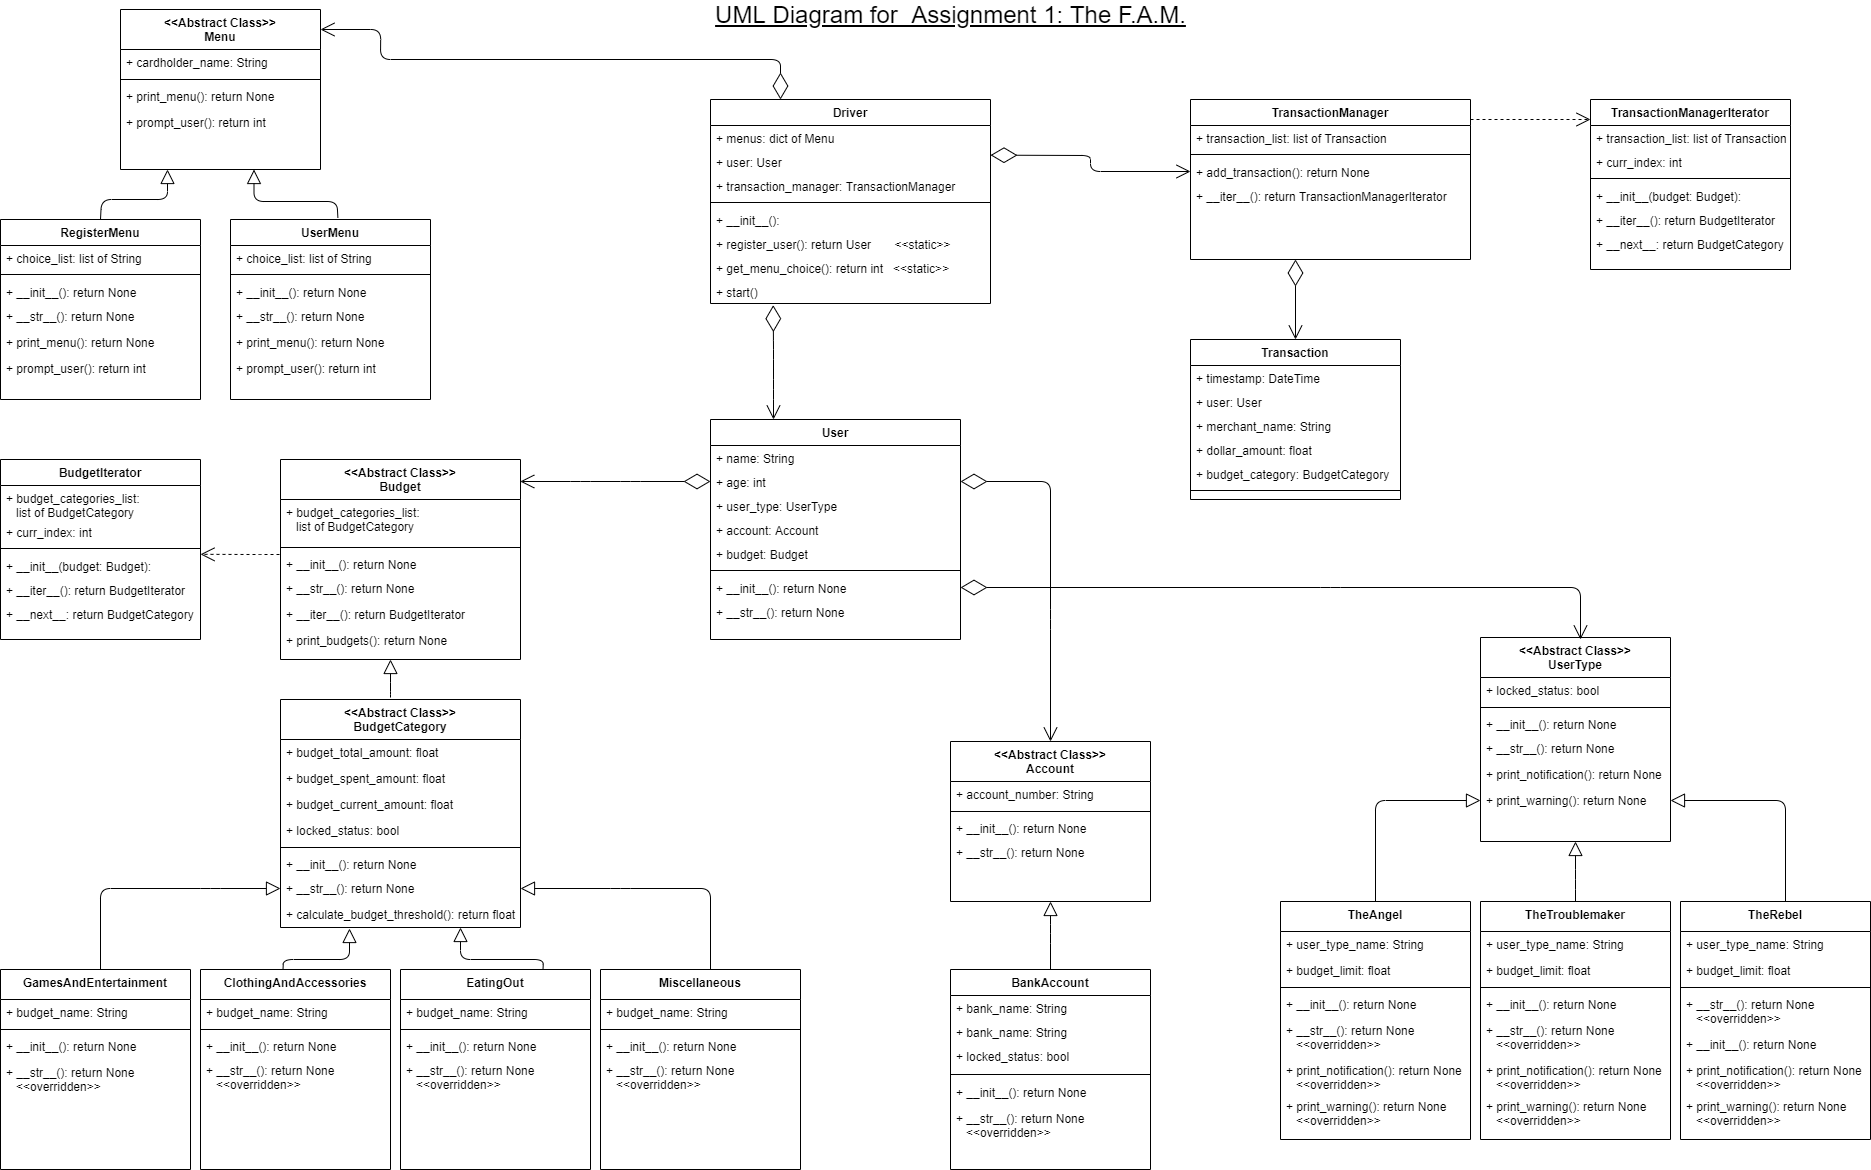 UML Diagram for  Assignment 1: The F.A.M.
<<Abstract Class>>
Menu
+ cardholder_name: String
+ print_menu(): return None
+ prompt_user(): return int
RegisterMenu
+ choice_list: list of String
+ __init__(): return None
+ __str__(): return None
+ print_menu(): return None
+ prompt_user(): return int
UserMenu
+ choice_list: list of String
+ __init__(): return None
+ __str__(): return None
+ print_menu(): return None
+ prompt_user(): return int
Driver
+ menus: dict of Menu
+ user: User
+ transaction_manager: TransactionManager
+ __init__():
+ register_user(): return User <<static>>
+ get_menu_choice(): return int <<static>>
+ start()
TransactionManager
+ transaction_list: list of Transaction
+ add_transaction(): return None
+ __iter__(): return TransactionManagerIterator
TransactionManagerIterator
+ transaction_list: list of Transaction
+ curr_index: int
+ __init__(budget: Budget):
+ __iter__(): return BudgetIterator
+ __next__: return BudgetCategory
Transaction
+ timestamp: DateTime
+ user: User
+ merchant_name: String
+ dollar_amount: float
+ budget_category: BudgetCategory
BudgetIterator
+ budget_categories_list:
list of BudgetCategory
+ curr_index: int
+ __init__(budget: Budget):
+ __iter__(): return BudgetIterator
+ __next__: return BudgetCategory
<<Abstract Class>>
Budget
+ budget_categories_list:
list of BudgetCategory
+ __init__(): return None
+ __str__(): return None
+ __iter__(): return BudgetIterator
+ print_budgets(): return None
User
+ name: String
+ age: int
+ user_type: UserType
+ account: Account
+ budget: Budget
+ __init__(): return None
+ __str__(): return None
<<Abstract Class>>
BudgetCategory
+ budget_total_amount: float
+ budget_spent_amount: float
+ budget_current_amount: float
+ locked_status: bool
+ __init__(): return None
+ __str__(): return None
+ calculate_budget_threshold(): return float
<<Abstract Class>>
Account
+ account_number: String
+ __init__(): return None
+ __str__(): return None
<<Abstract Class>>
UserType
+ locked_status: bool
+ __init__(): return None
+ __str__(): return None
+ print_notification(): return None
+ print_warning(): return None
GamesAndEntertainment
+ budget_name: String
+ __init__(): return None
+ __str__(): return None
<<overridden>>
ClothingAndAccessories
+ budget_name: String
+ __init__(): return None
+ __str__(): return None
<<overridden>>
EatingOut
+ budget_name: String
+ __init__(): return None
+ __str__(): return None
<<overridden>>
Miscellaneous
+ budget_name: String
+ __init__(): return None
+ __str__(): return None
<<overridden>>
BankAccount
+ bank_name: String
+ bank_name: String
+ locked_status: bool
+ __init__(): return None
+ __str__(): return None
<<overridden>>
TheAngel
+ user_type_name: String
+ budget_limit: float
+ __init__(): return None
+ __str__(): return None
<<overridden>>
+ print_notification(): return None
<<overridden>>
+ print_warning(): return None
<<overridden>>
TheTroublemaker
+ user_type_name: String
+ budget_limit: float
+ __init__(): return None
+ __str__(): return None
<<overridden>>
+ print_notification(): return None
<<overridden>>
+ print_warning(): return None
<<overridden>>
TheRebel
+ user_type_name: String
+ budget_limit: float
+ __str__(): return None
<<overridden>>
+ __init__(): return None
+ print_notification(): return None
<<overridden>>
+ print_warning(): return None
<<overridden>>